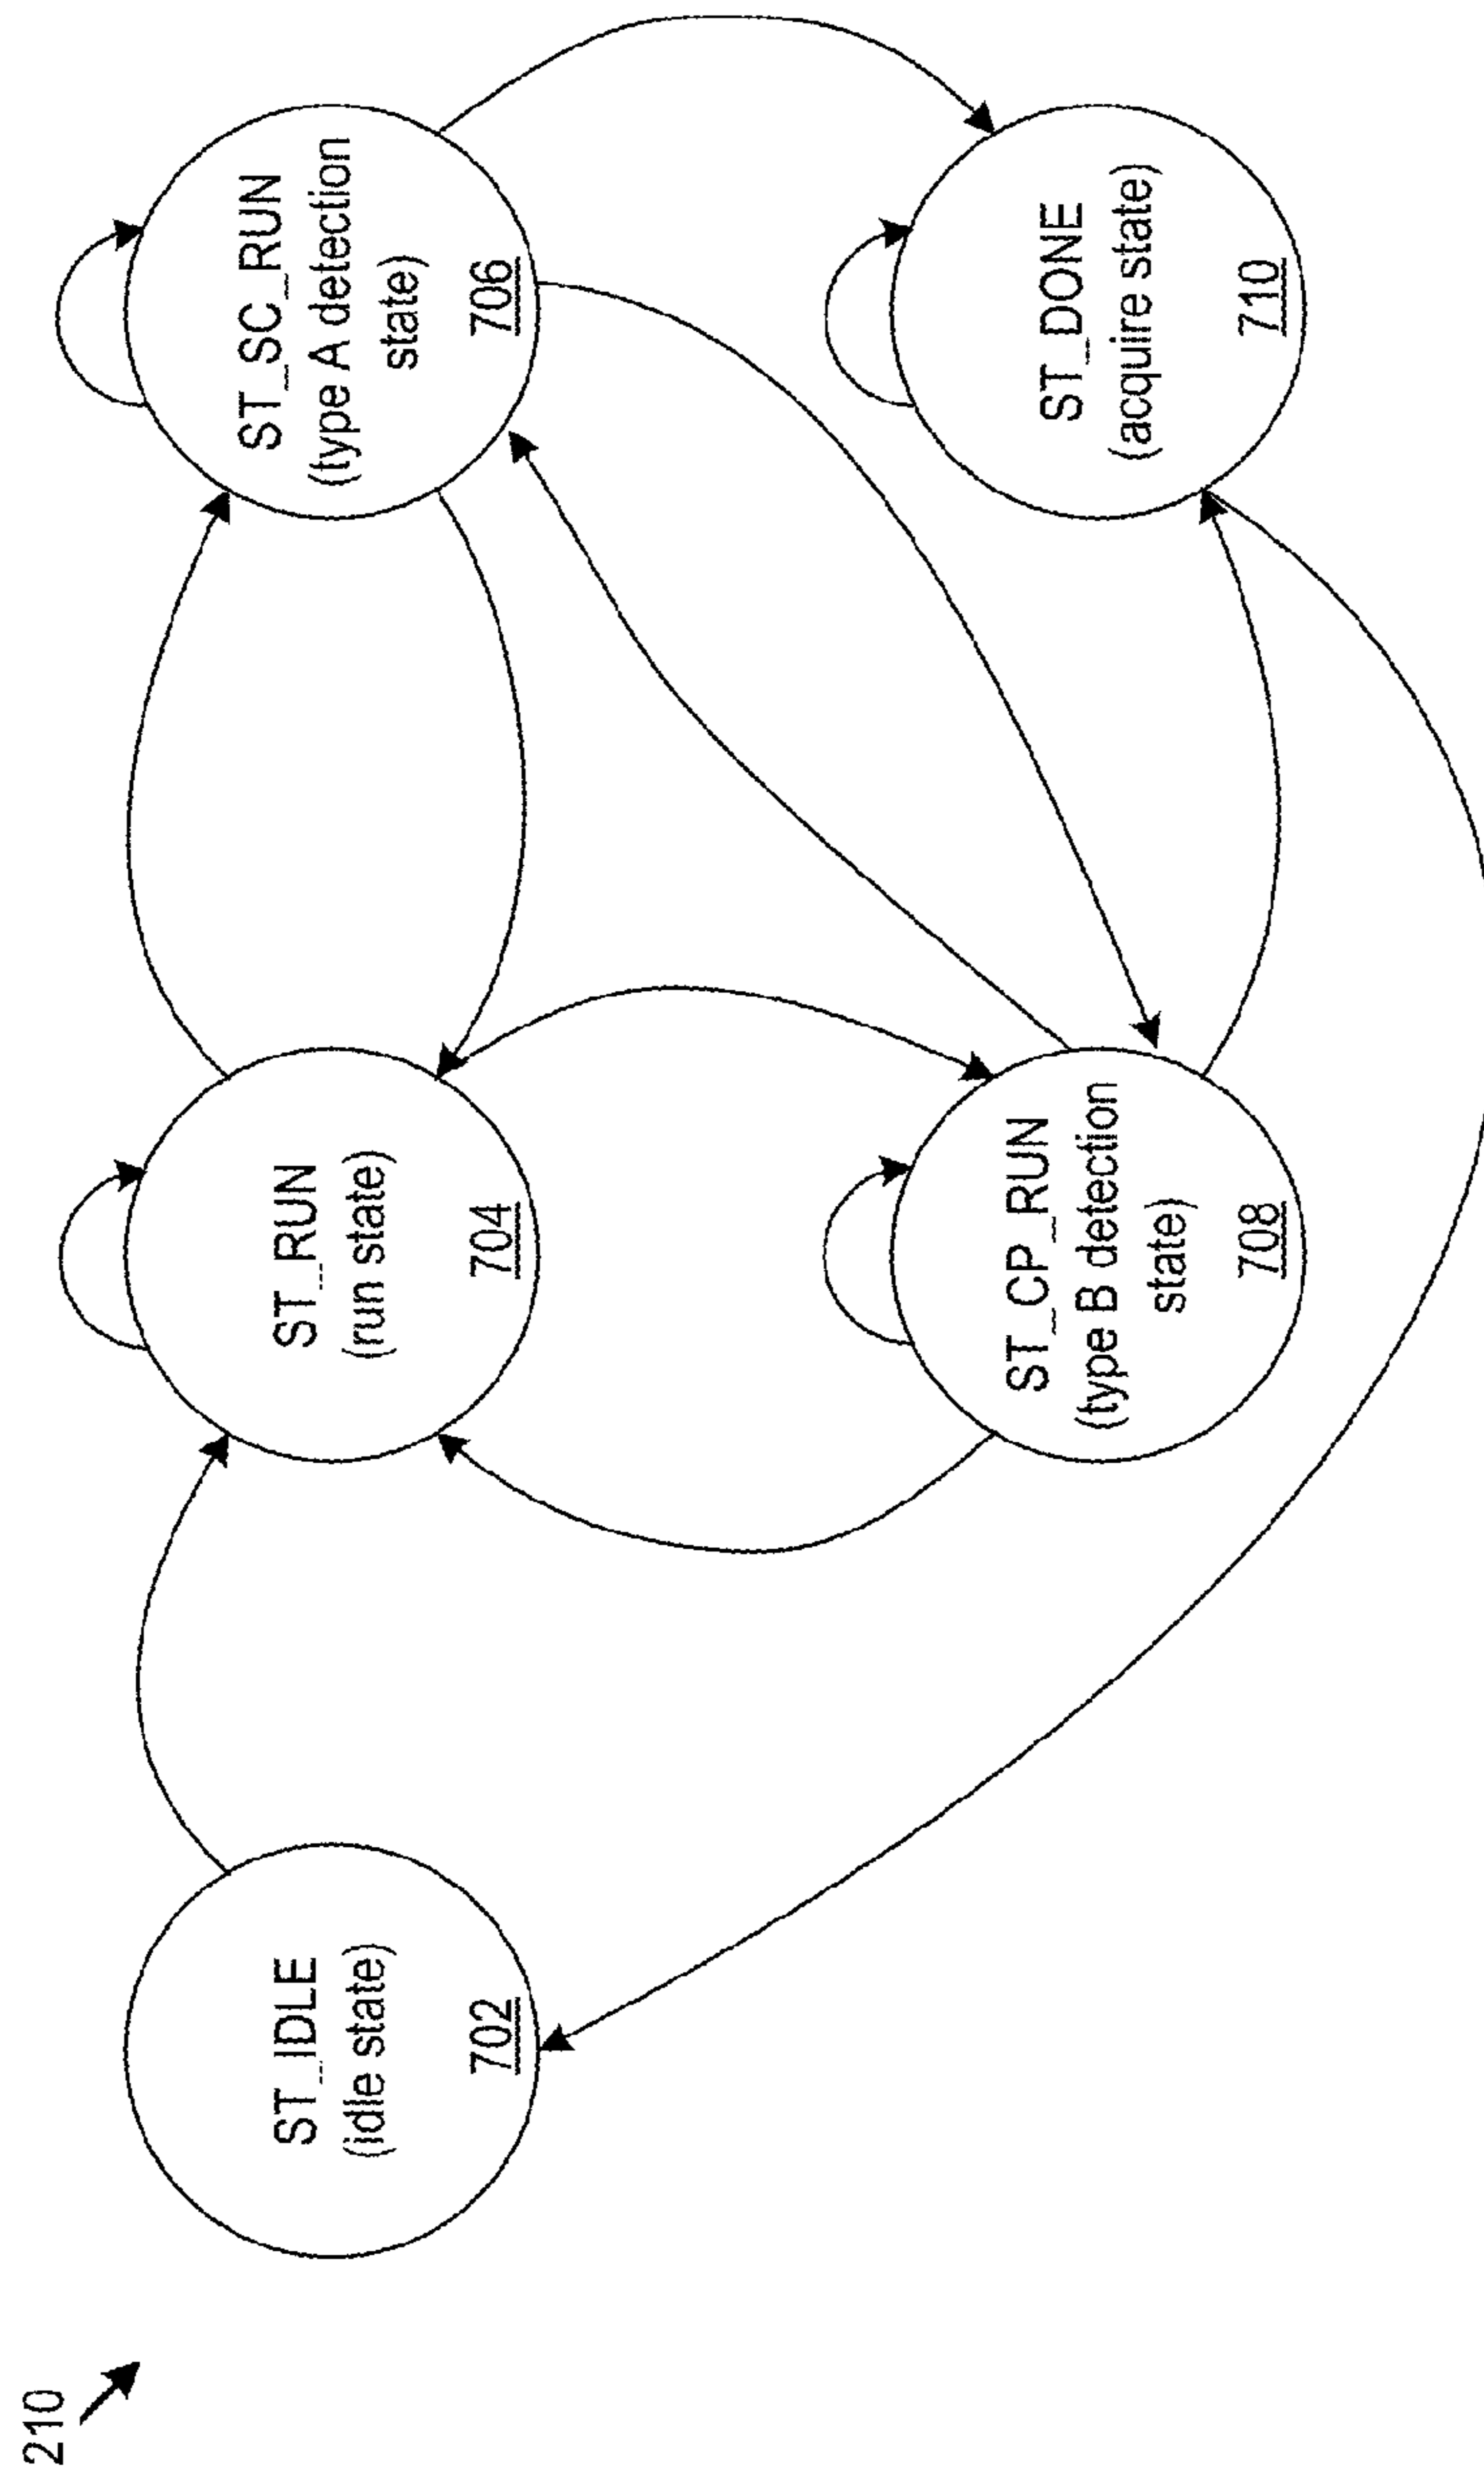 210
ST_IDLE
(idle state)
702
ST_RUN
(run state)
704
ST_SC_RUN
(type A detection
state)
706
ST_CP_RUN
(type B detection
state)
708
ST_DONE
(acquire state)
710